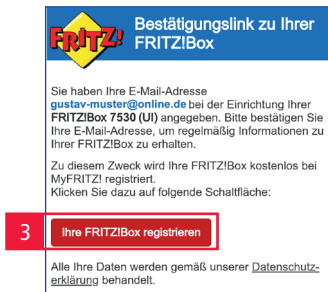 FRITZ!
Bestätigungslink zu Ihrer
FRITZ!Box
Sie haben Ihre E-Mail-Adresse
gustav-muster@online.de bei der Einrichtung Ihrer
FRITZ!Box 7530 (UI) angegeben. Bitte bestätigen Sie
Ihre E-Mail-Adresse, um regelmäßig Informationen zu
Ihrer FRITZ!Box zu erhalten.
Zu diesem Zweck wird Ihre FRITZ!Box kostenlos bei
MyFRITZ! registriert.
Klicken Sie dazu auf folgende Schaltfläche:
3
Ihre FRITZ!Box registrieren
Alle Ihre Daten werden gemäß unserer Datenschutz-
erklärung behandelt.